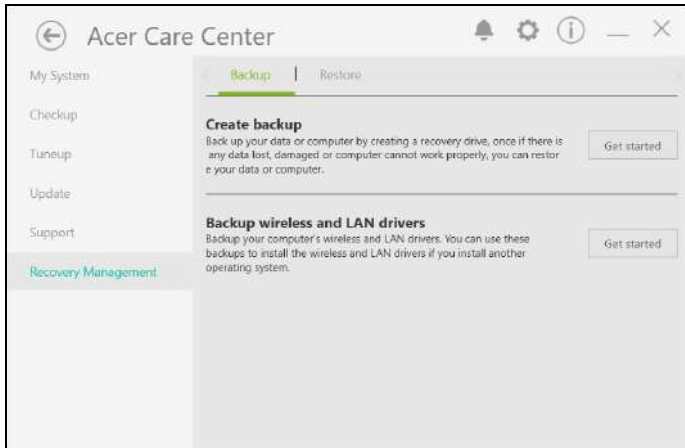 Acer Care Center
My System
Checkup
Tuneup
Update
Support
Recovery Management
Backup | Restore
Create backup
Back up your data or computer by creating a recovery drive, once if there is
any data lost, damaged or computer cannot work properly, you can restor
e your data or computer.
Get started
Backup wireless and LAN drivers
Backup your computer's wireless and LAN drivers. You can use these
backups to install the wireless and LAN drivers if you install another
operating system.
Get started